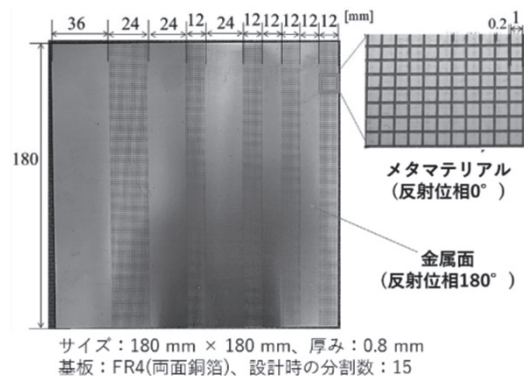 36 24 24 12 24 12 12 12 12 12 [mm]
0.2 1
180
メタマテリアル
(反射位相0°)
金属面
(反射位相180°)
サイズ：180 mm × 180 mm、厚み：0.8 mm
基板：FR4(両面銅箔)、設計時の分割数：15